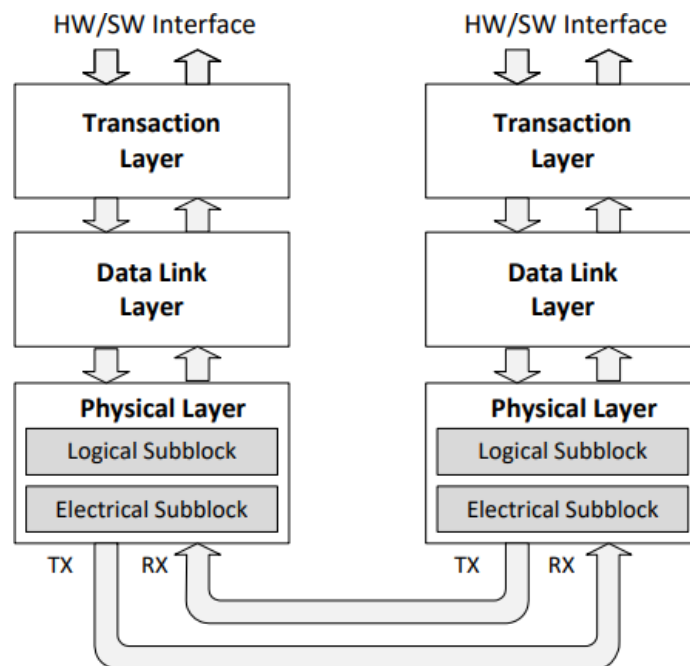 HW/SW Interface
Transaction
Layer
Data Link
Layer
Physical Layer
Logical Subblock
Electrical Subblock
TX
RX
HW/SW Interface
Transaction
Layer
Data Link
Layer
Physical Layer
Logical Subblock
Electrical Subblock
TX
RX